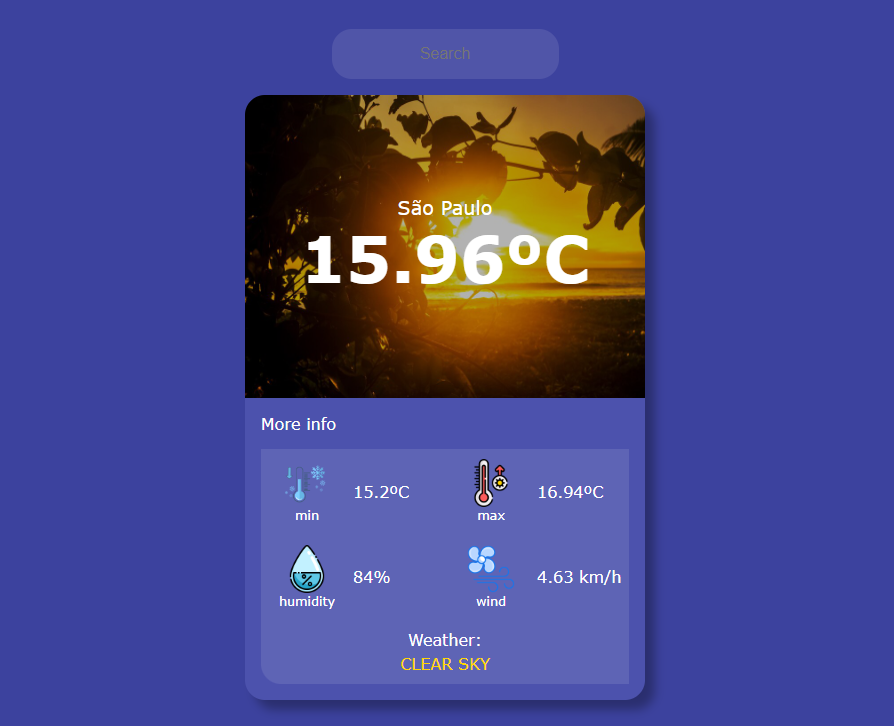 Search
São Paulo
15.96ºC
More info
15.2ºC
min
16.94ºC
max
84%
humidity
4.63 km/h
wind
Weather:
CLEAR SKY